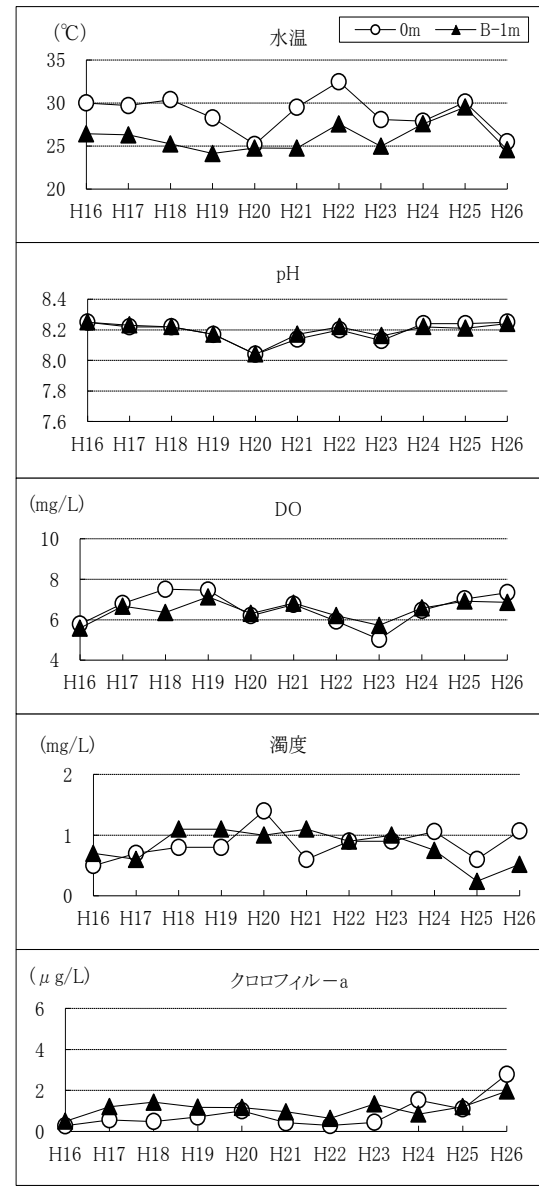 (℃)
水温
0m B-1m
35
30
25
20
H16 H17 H18 H19 H20 H21 H22 H23 H24 H25 H26
pH
8.4
8.2
8.0
7.8
7.6
H16 H17 H18 H19 H20 H21 H22 H23 H24 H25 H26
(mg/L)
DO
10
8
6
4
H16 H17 H18 H19 H20 H21 H22 H23 H24 H25 H26
(mg/L)
濁度
2
1
0
H16 H17 H18 H19 H20 H21 H22 H23 H24 H25 H26
(μg/L)
クロロフィルーa
6
4
2
0
H16 H17 H18 H19 H20 H21 H22 H23 H24 H25 H26